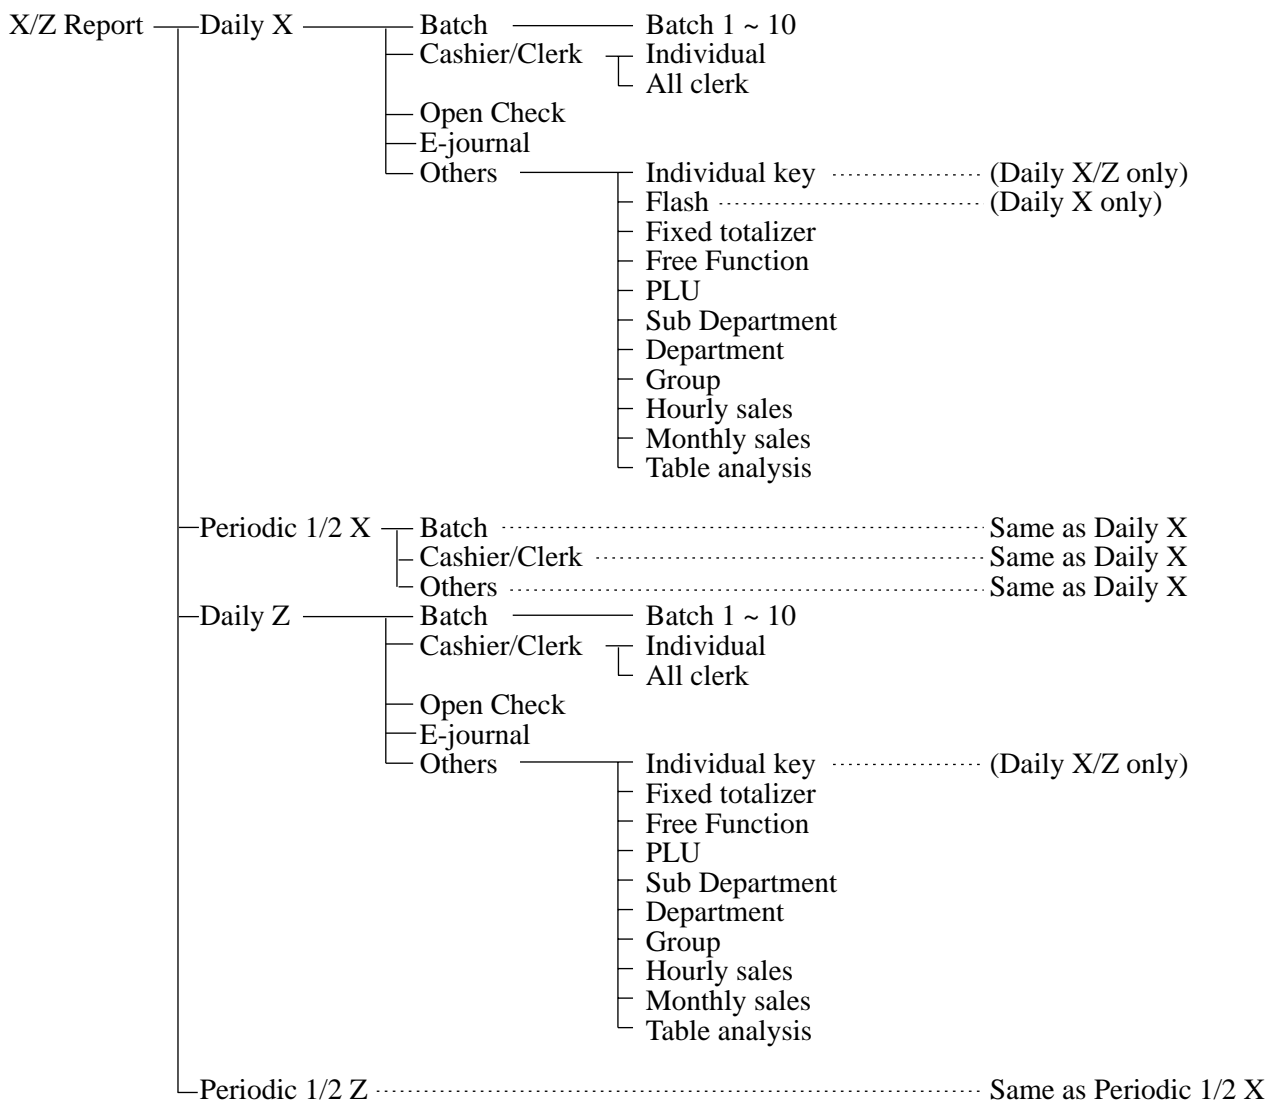 X/Z Report Daily X Batch Batch 1 ~ 10
Cashier/Clerk Individual
All clerk
Open Check
E-journal
Others Individual key (Daily X/Z only)
Flash (Daily X only)
Fixed totalizer
Free Function
PLU
Sub Department
Department
Group
Hourly sales
Monthly sales
Table analysis
Periodic 1/2 X Batch Same as Daily X
Cashier/Clerk Same as Daily X
Others Same as Daily X
Daily Z Batch Batch 1 ~ 10
Cashier/Clerk Individual
All clerk
Open Check
E-journal
Others Individual key (Daily X/Z only)
Fixed totalizer
Free Function
PLU
Sub Department
Department
Group
Hourly sales
Monthly sales
Table analysis
Periodic 1/2 Z Same as Periodic 1/2 X